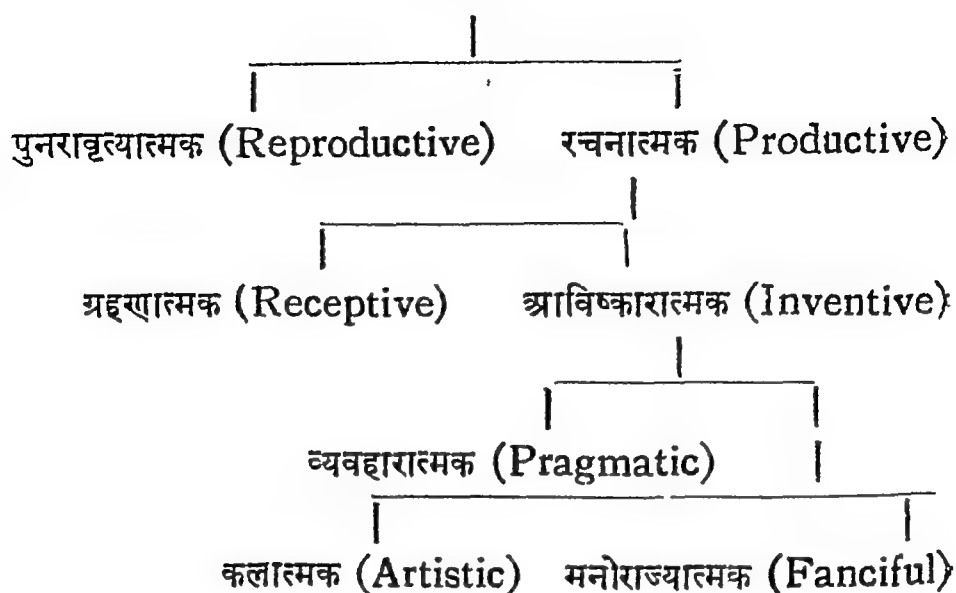 पुनरावृत्यात्मक (Reproductive) रचनात्मक (Productive)
ग्रहणात्मक (Receptive) आविष्कारात्मक (Inventive)
व्यवहारात्मक (Pragmatic)
कलात्मक (Artistic) मनोराज्यात्मक (Fanciful)